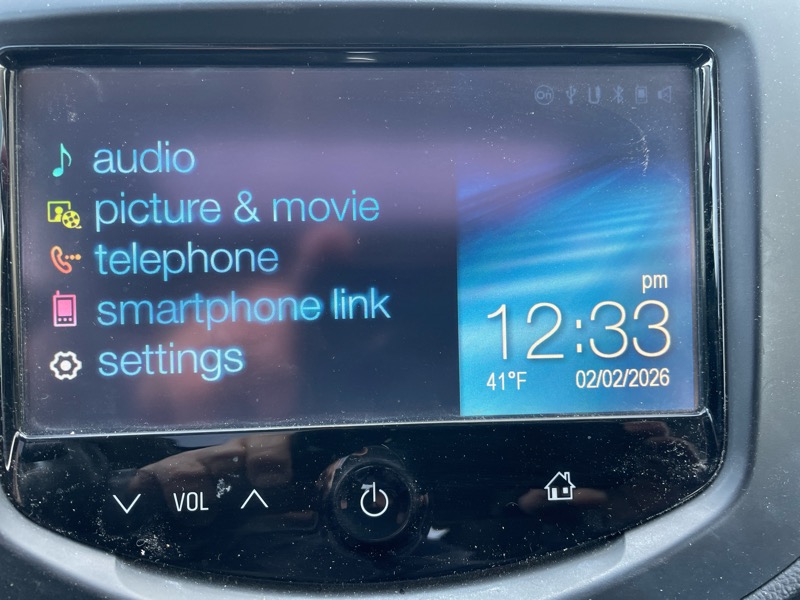 audio
picture & movie
telephone
smartphone link
settings
pm
12:33
41°F 02/02/2026
VOL